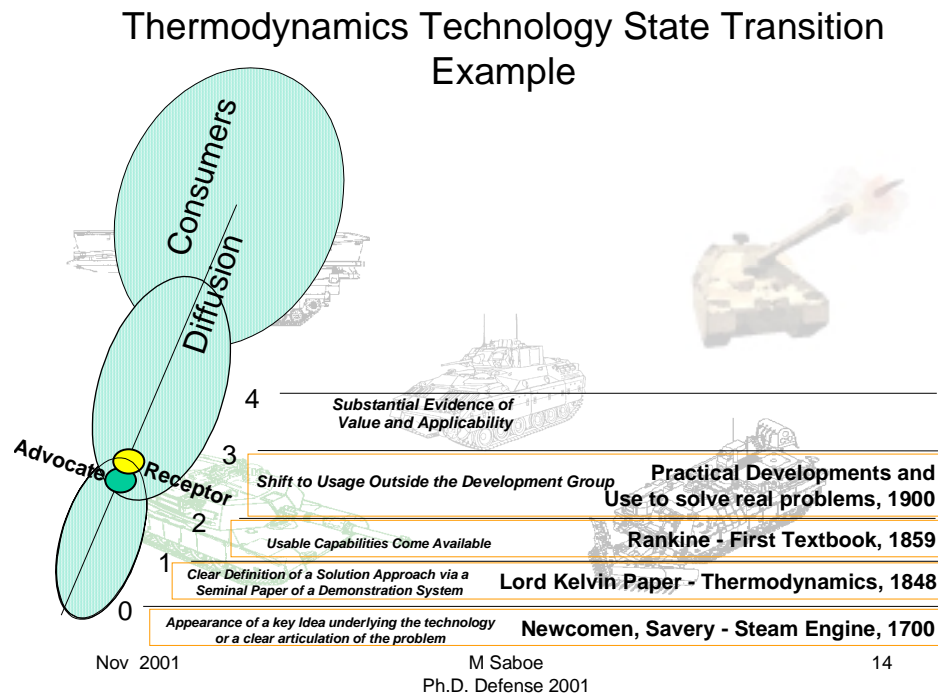 Thermodynamics Technology State Transition
Example
Consumers
Diffusion
Advocate
Receptor
4
Substantial Evidence of
Value and Applicability
3
Shift to Usage Outside the Development Group
Practical Developments and
Use to solve real problems, 1900
2
Usable Capabilities Come Available
Rankine - First Textbook, 1859
1
Clear Definition of a Solution Approach via a
Seminal Paper of a Demonstration System
Lord Kelvin Paper - Thermodynamics, 1848
0
Appearance of a key Idea underlying the technology
or a clear articulation of the problem
Newcomen, Savery - Steam Engine, 1700
Nov 2001
M Saboe
Ph.D. Defense 2001
14